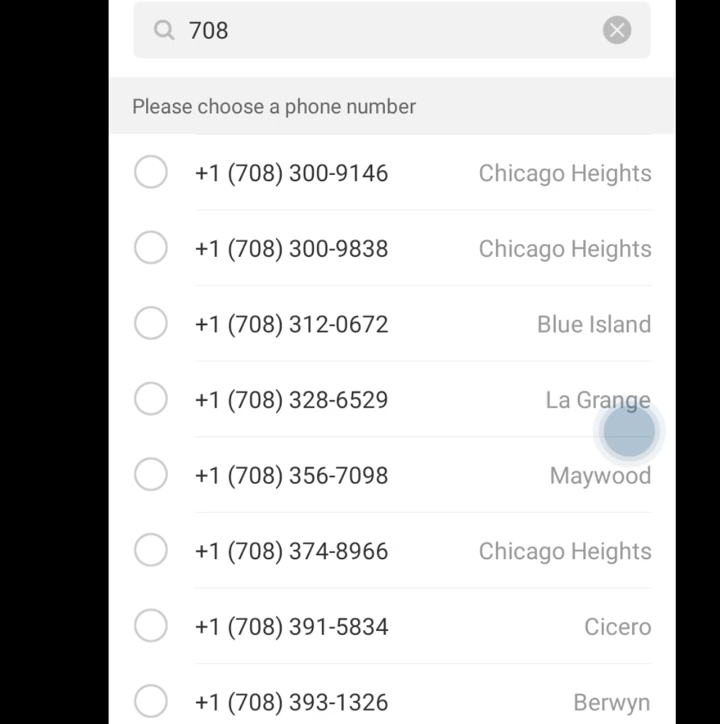 708
Please choose a phone number
+1 (708) 300-9146 Chicago Heights
+1 (708) 300-9838 Chicago Heights
+1 (708) 312-0672 Blue Island
+1 (708) 328-6529 La Grange
+1 (708) 356-7098 Maywood
+1 (708) 374-8966 Chicago Heights
+1 (708) 391-5834 Cicero
+1 (708) 393-1326 Berwyn